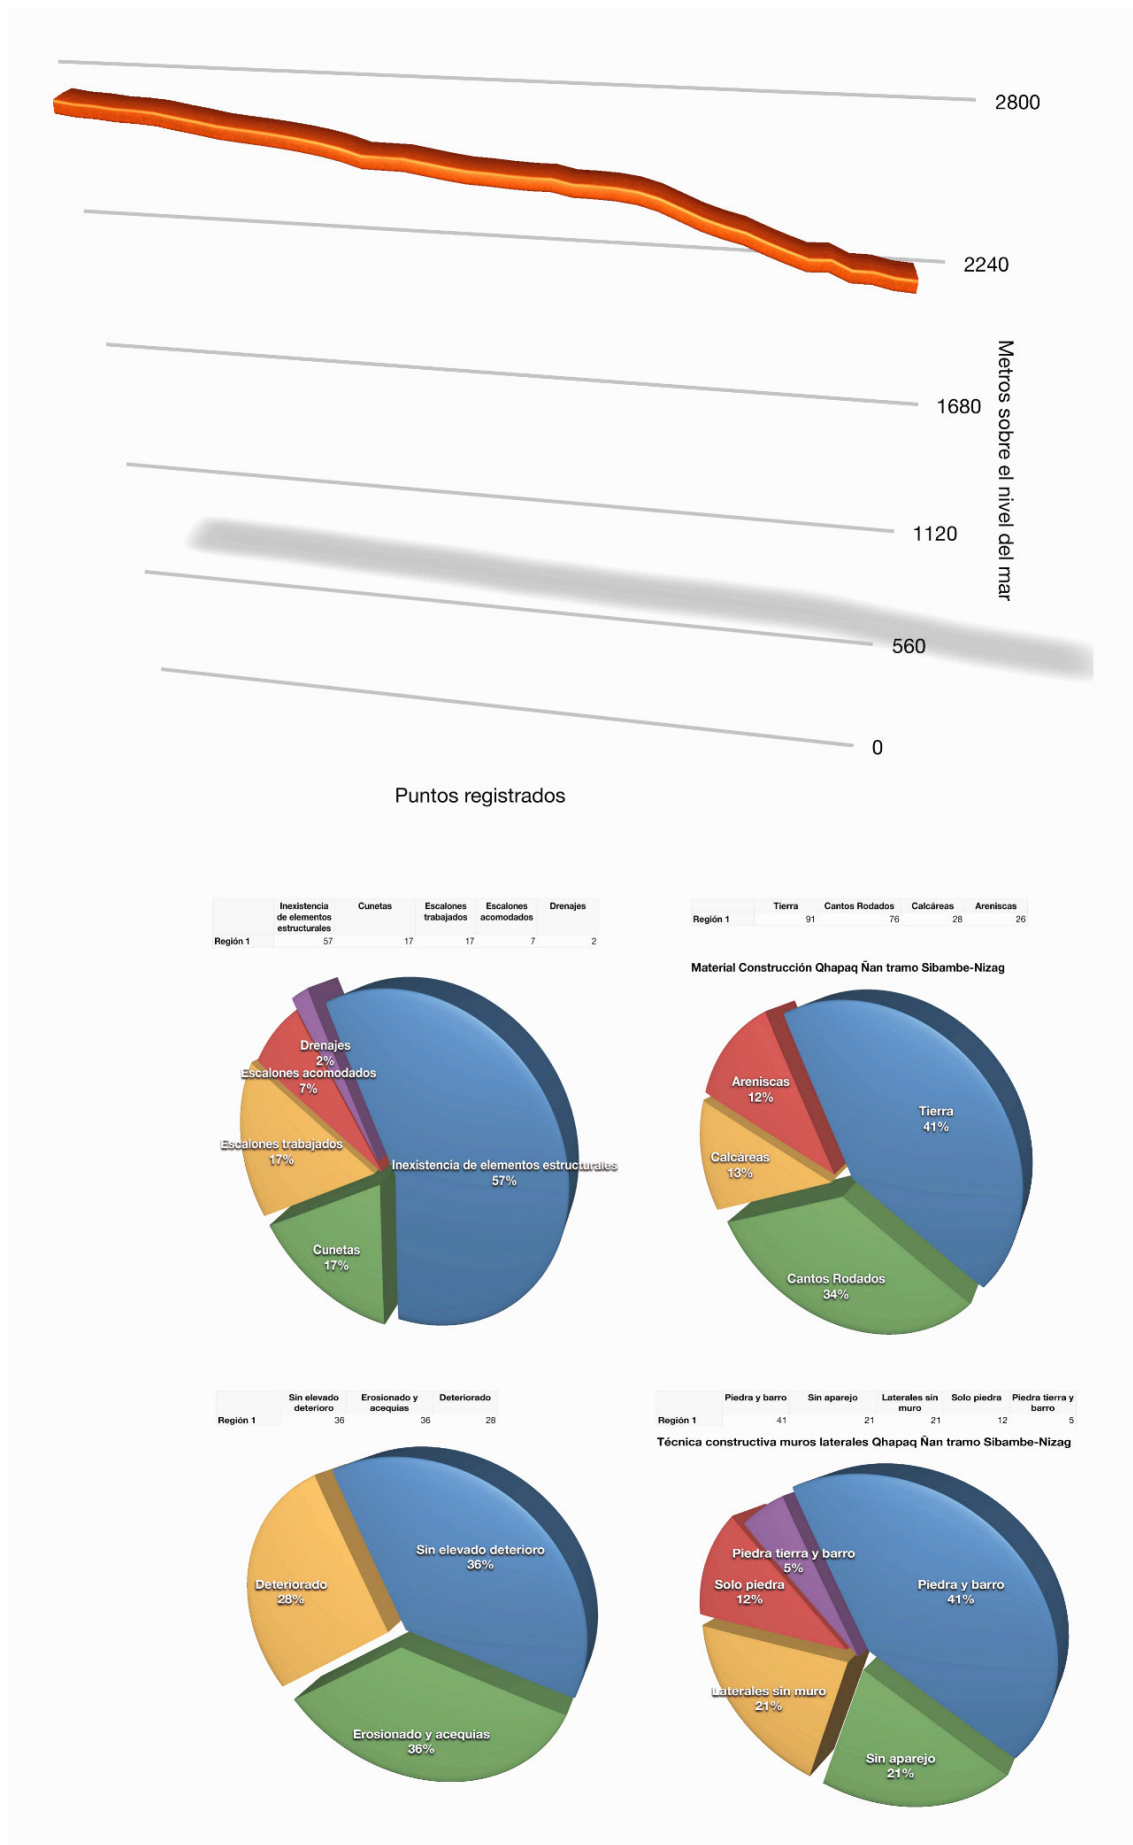 2800
2240
1680
1120
560
0
Metros sobre el nivel del mar
Puntos registrados
Inexistencia de elementos estructurales Cunetas Escalones trabajados Escalones acomodados Drenajes
Región 1 57 17 17 7 2
Drenajes
2%
Escalones acomodados
7%
Escalones trabajados
17%
Inexistencia de elementos estructurales
57%
Cunetas
17%
Tierra Cantos Rodados Calcáreas Areniscas
Región 1 91 76 28 26
Material Construcción Qhapaq Ñan tramo Sibambe-Nizag
Areniscas
12%
Tierra
41%
Calcáreas
13%
Cantos Rodados
34%
Sin elevado deterioro Erosionado y acequias Deteriorado
Región 1 36 36 28
Sin elevado deterioro
36%
Deteriorado
28%
Erosionado y acequias
36%
Piedra y barro Sin aparejo Laterales sin muro Solo piedra Piedra tierra y barro
Región 1 41 21 21 12 5
Técnica constructiva muros laterales Qhapaq Ñan tramo Sibambe-Nizag
Piedra tierra y barro
5%
Solo piedra
12%
Piedra y barro
41%
Laterales sin muro
21%
Sin aparejo
21%